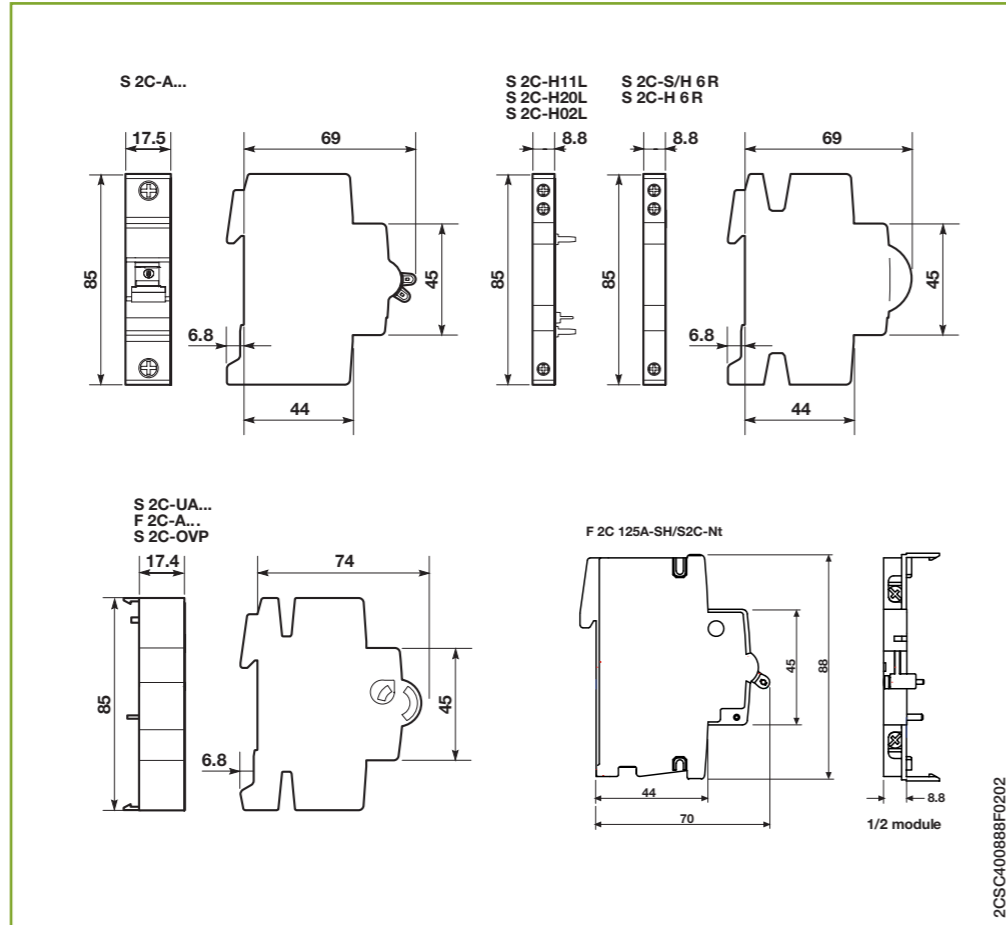 S 2C-A...
17.5
69
85
45
6.8
44
S 2C-H11L
S 2C-H20L
S 2C-H02L
8.8
85
S 2C-S/H 6R
S 2C-H 6R
8.8
69
85
45
6.8
44
S 2C-UA...
F 2C-A...
S 2C-OVP
17.4
74
85
45
6.8
F 2C 125A-SH/S2C-Nt
45
88
44
70
8.8
1/2 module
2CSC400888F0202